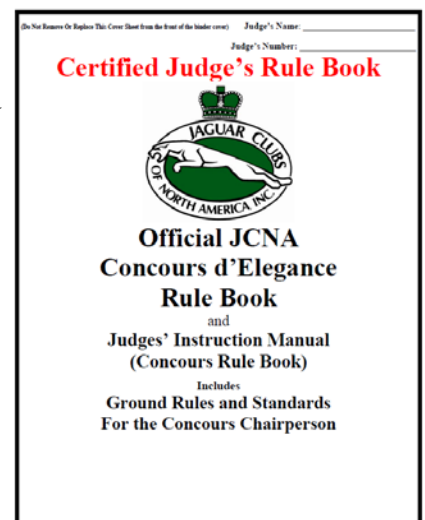 (Do Not Remove Or Replace This Cover Sheet from the front of the binder cover) Judge's Name:
Judge's Number:
Certified Judge's Rule Book
JAGUAR CLUBS
OF NORTH AMERICA INC.
Official JCNA
Concours d'Elegance
Rule Book
and
Judges' Instruction Manual
(Concours Rule Book)
Includes
Ground Rules and Standards
For the Concours Chairperson